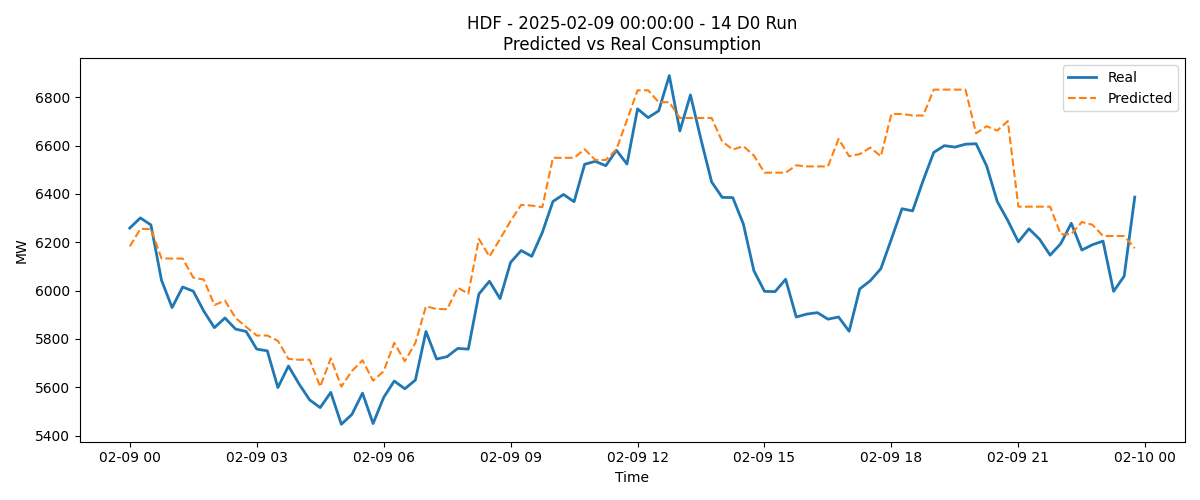 HDF - 2025-02-09 00:00:00 - 14 D0 Run
Predicted vs Real Consumption
Real
Predicted
MW
6800
6600
6400
6200
6000
5800
5600
5400
02-09 00
02-09 03
02-09 06
02-09 09
02-09 12
02-09 15
02-09 18
02-09 21
02-10 00
Time